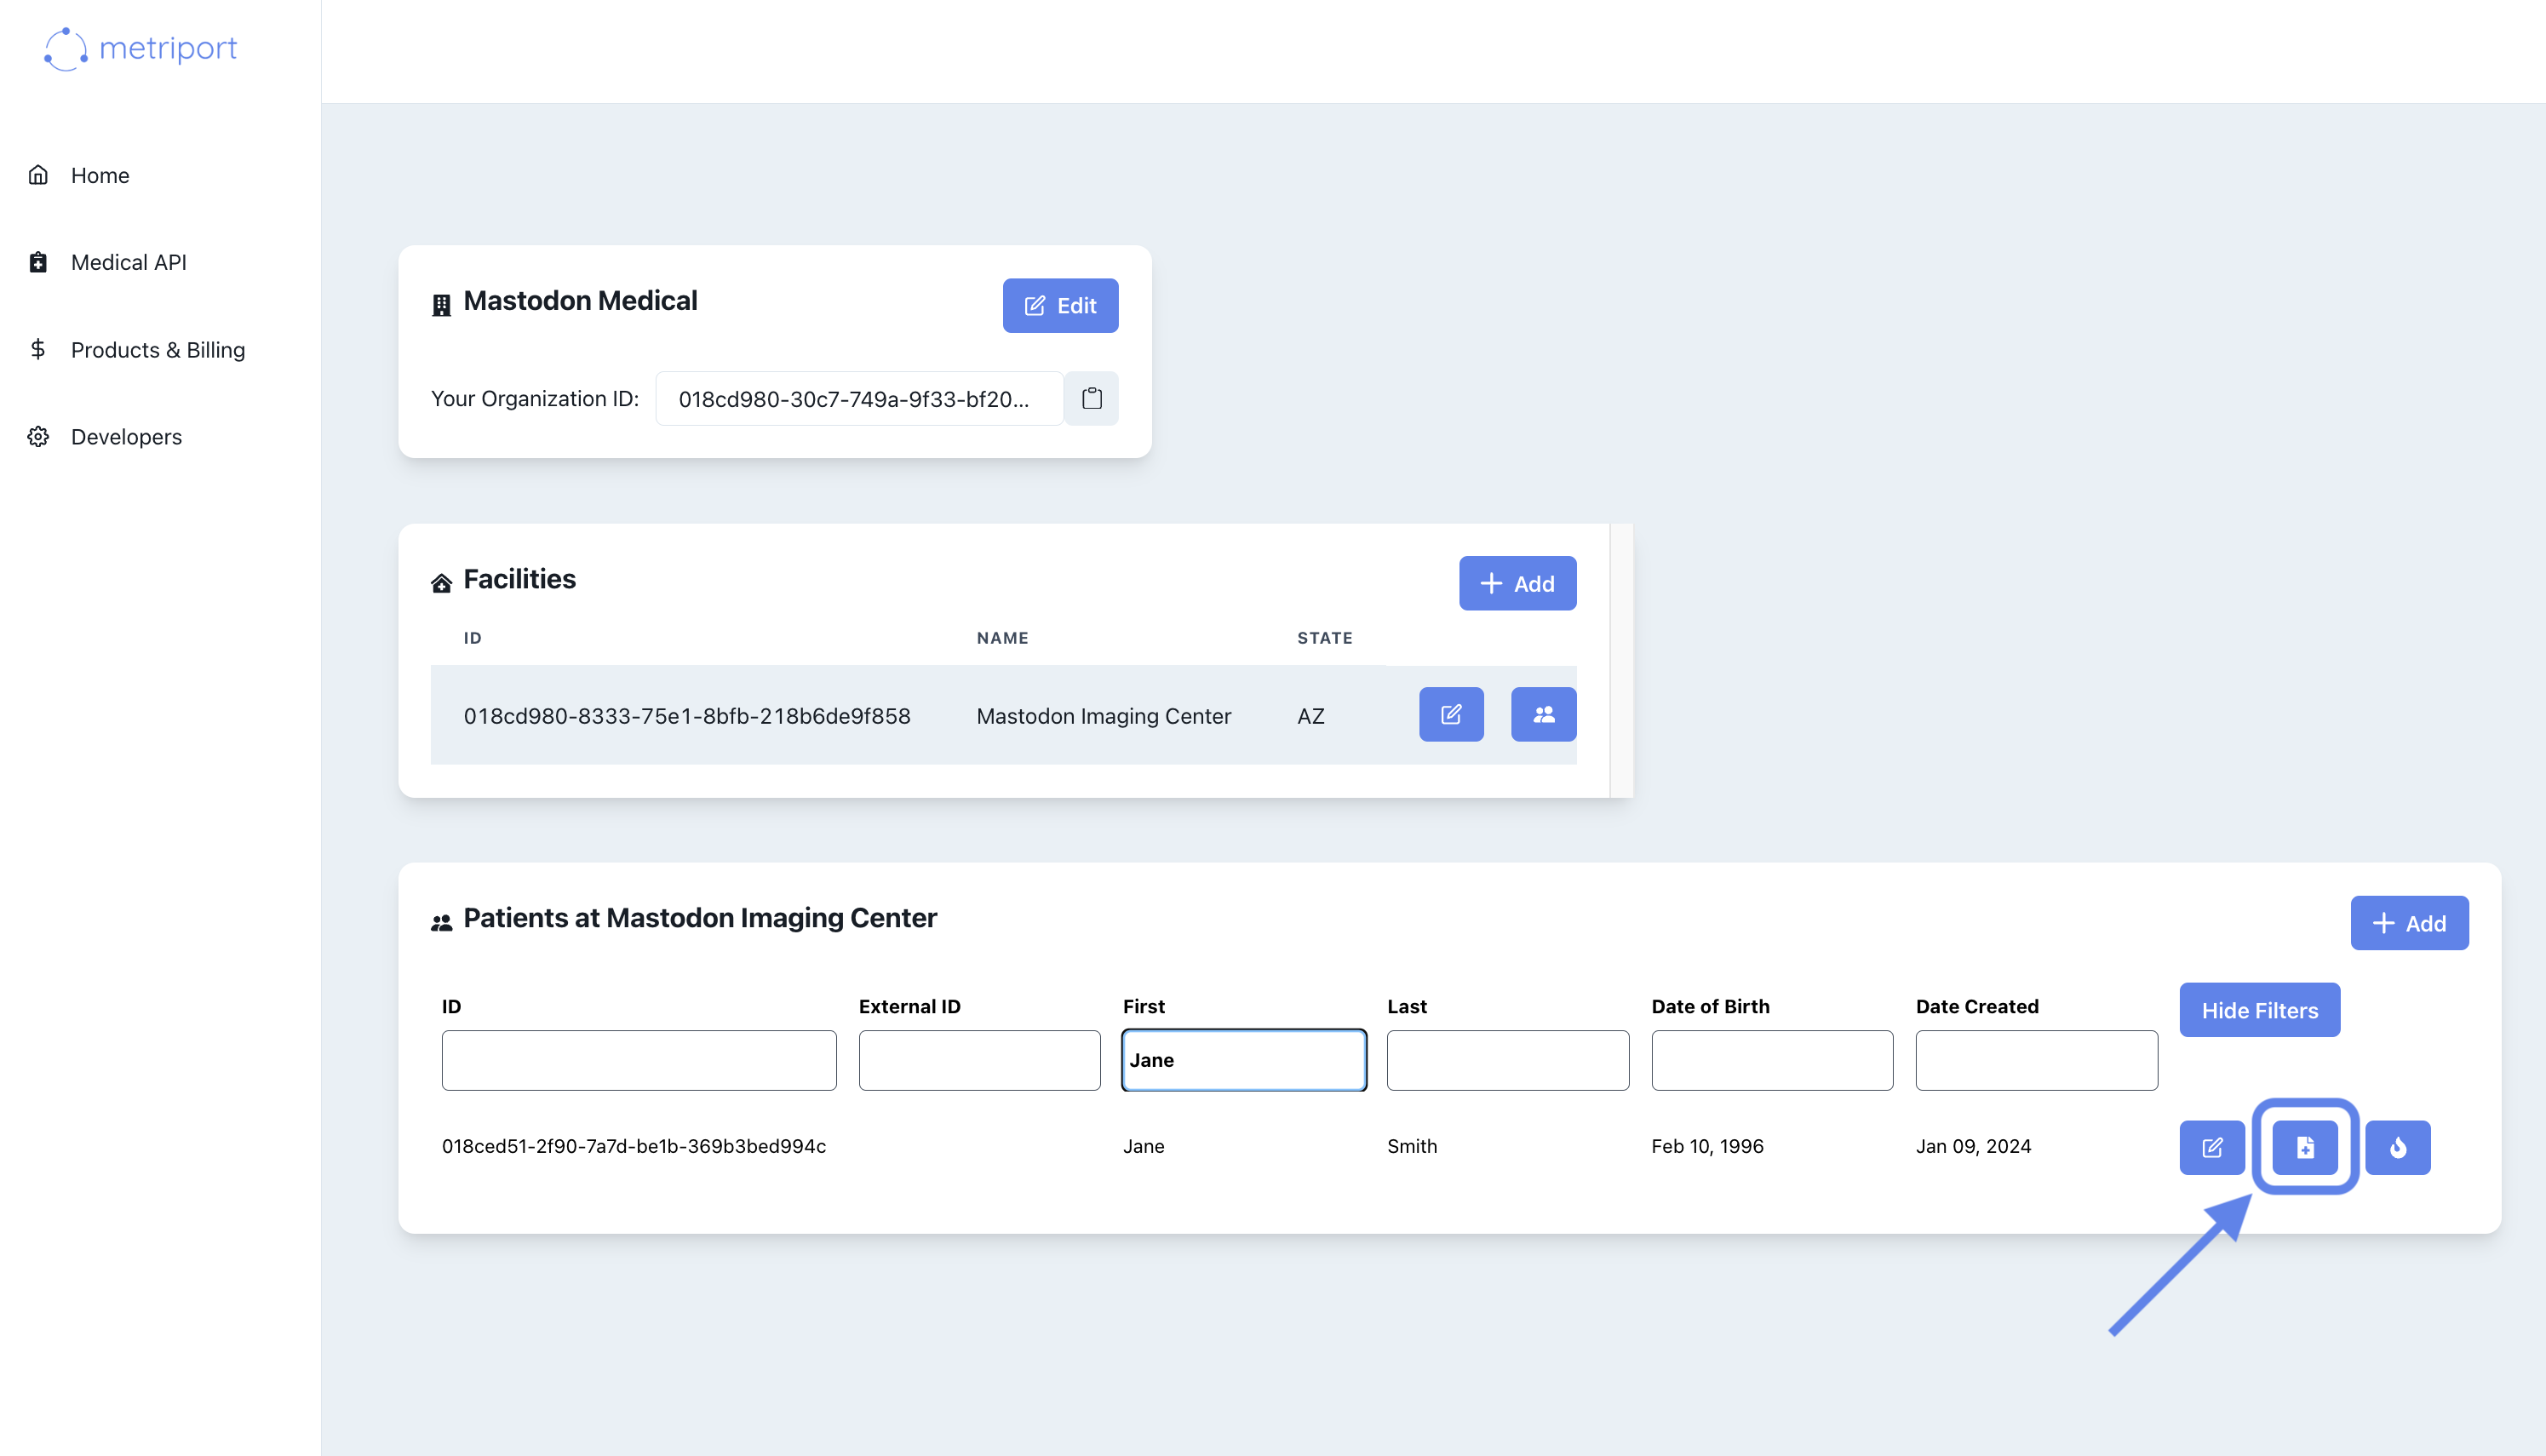 metriport
Home
Medical API
Products & Billing
Developers
Mastodon Medical
Edit
Your Organization ID: 018cd980-30c7-749a-9f33-bf20...
Facilities
Add
ID NAME STATE
018cd980-8333-75e1-8bfb-218b6de9f858 Mastodon Imaging Center AZ
Patients at Mastodon Imaging Center
Add
ID External ID First Last Date of Birth Date Created Hide Filters
Jane
018ced51-2f90-7a7d-be1b-369b3bed994c Jane Smith Feb 10, 1996 Jan 09, 2024